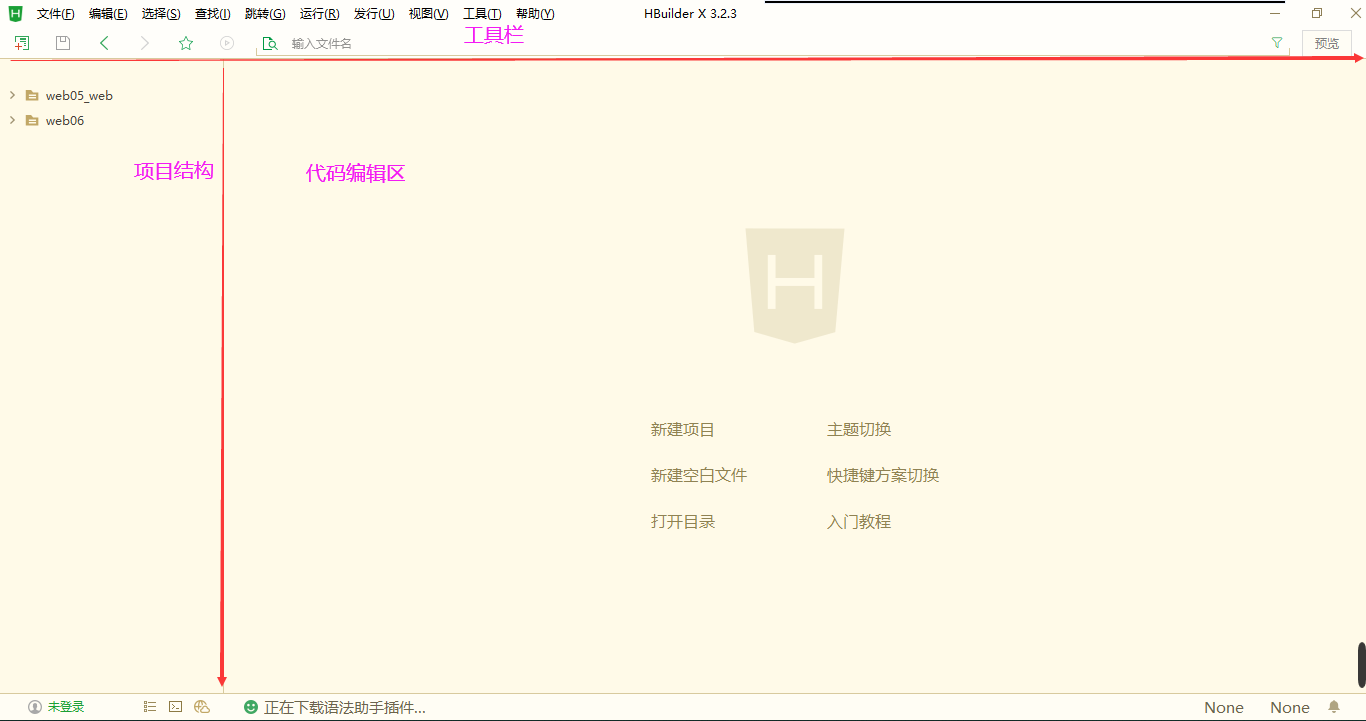 H 文件(F) 编辑(E) 选择(S) 查找(I) 跳转(G) 运行(R) 发行(U) 视图(V) 工具(T) 帮助(Y) HBuilder X 3.2.3
工具栏
输入文件名 预览
web05_web
web06
项目结构 代码编辑区
H
新建项目 主题切换
新建空白文件 快捷键方案切换
打开目录 入门教程
未登录 正在下载语法助手插件... None None